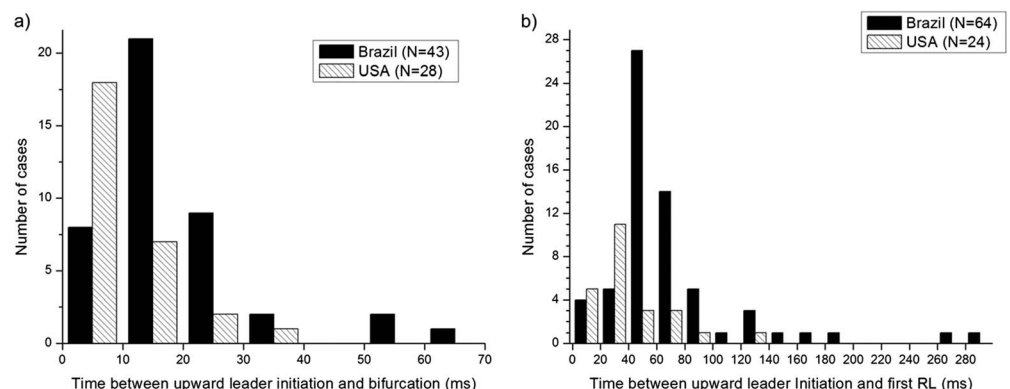 a)
Brazil (N=43)
USA (N=28)
Number of cases
20
15
10
5
0
0 10 20 30 40 50 60 70
Time between upward leader initiation and bifurcation (ms)
b)
Brazil (N=64)
USA (N=24)
Number of cases
28
24
20
16
12
8
4
0
0 20 40 60 80 100 120 140 160 180 200 220 240 260 280
Time between upward leader Initiation and first RL (ms)